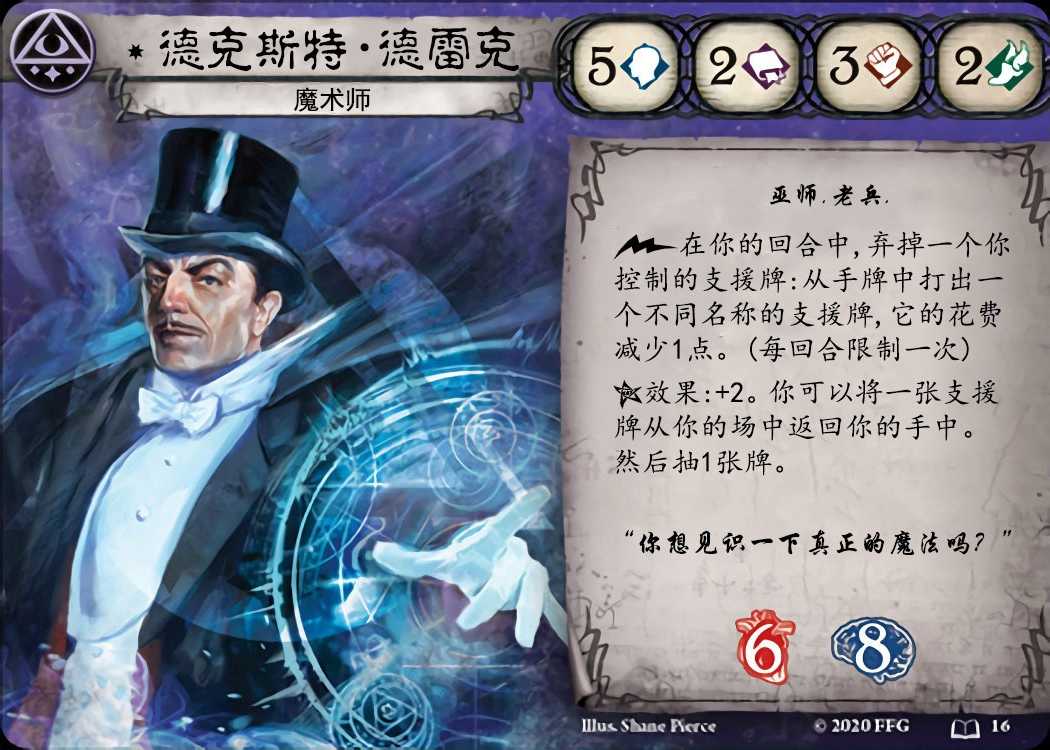 德克斯特·德雷克
魔术师
5 2 3 2
巫师.老兵.
在你的回合中,弃掉一个你
控制的支援牌:从手牌中打出一
个不同名称的支援牌,它的花费
减少1点。(每回合限制一次)
效果:+2。你可以将一张支援
牌从你的场中返回你的手中。
然后抽1张牌。
“你想见识一下真正的魔法吗?”
6 8
Illus. Shane Pierce © 2020 FFG 16